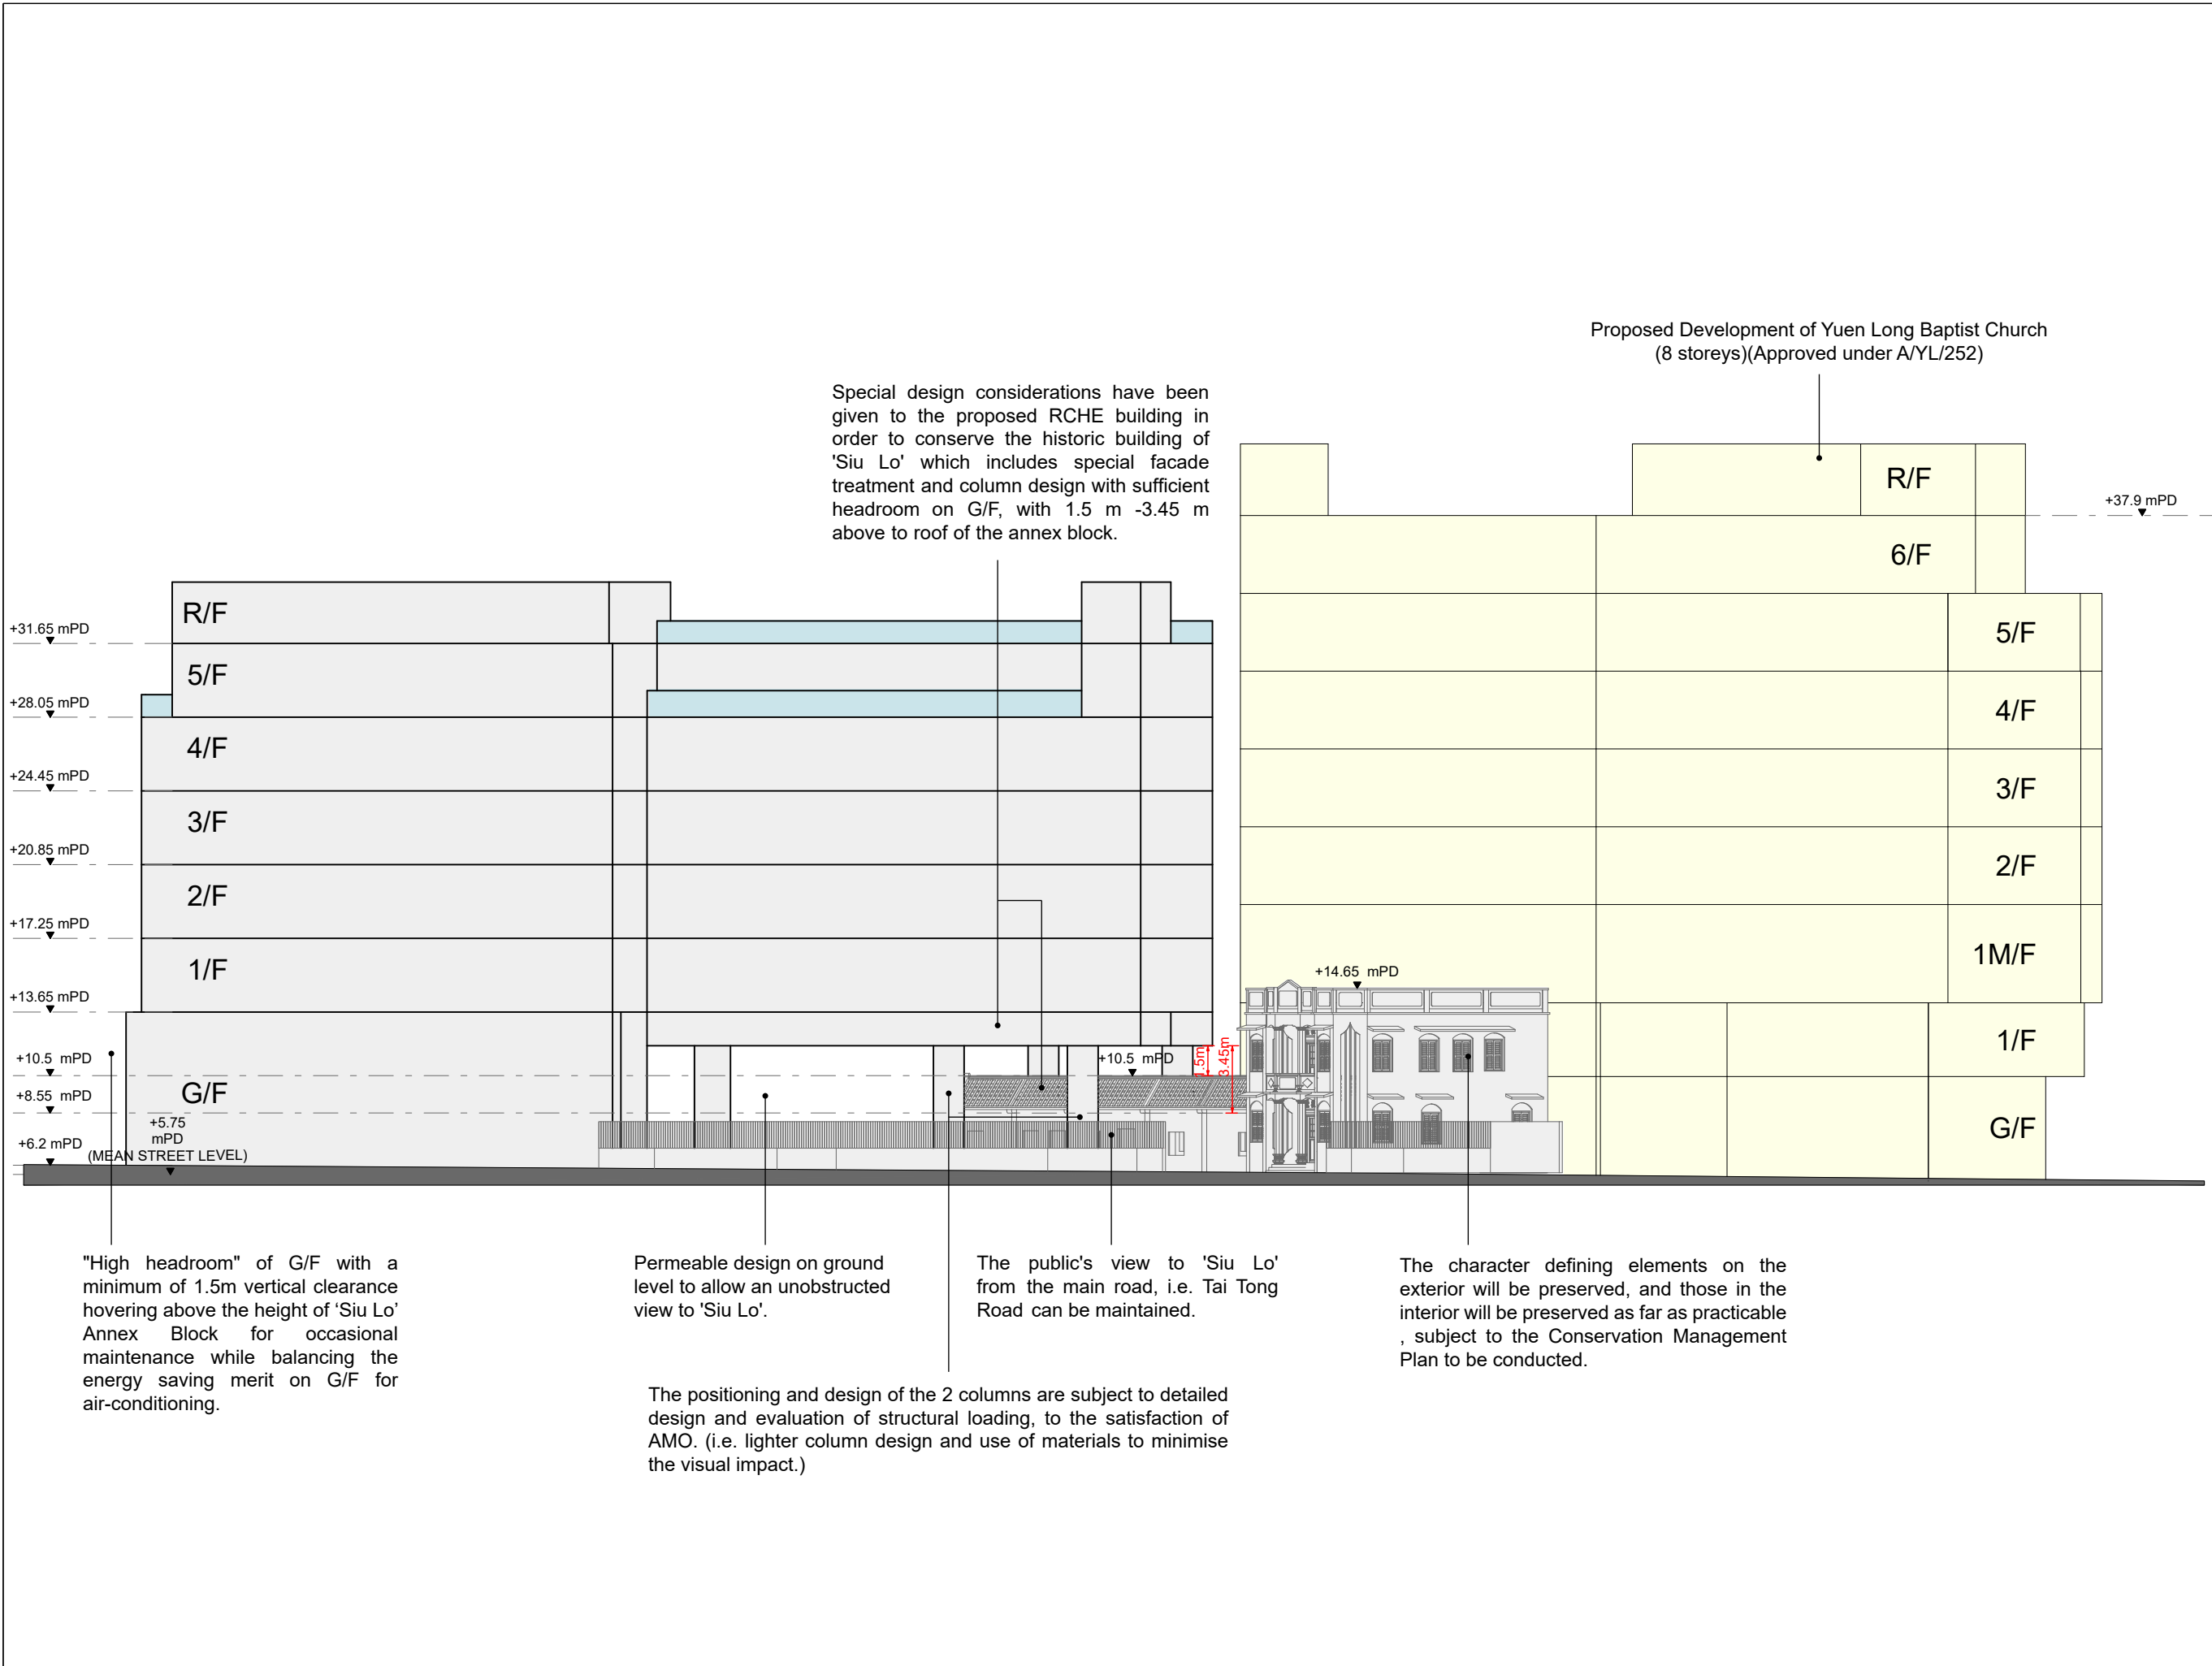 Proposed Development of Yuen Long Baptist Church
(8 storeys)(Approved under A/YL/252)
Special design considerations have been
given to the proposed RCHE building in
order to conserve the historic building of
'Siu Lo' which includes special facade
treatment and column design with sufficient
headroom on G/F, with 1.5 m -3.45 m
above to roof of the annex block.
R/F
+37.9 mPD
6/F
5/F
4/F
3/F
2/F
1M/F
1/F
G/F
R/F
+31.65 mPD
5/F
+28.05 mPD
4/F
+24.45 mPD
3/F
+20.85 mPD
2/F
+17.25 mPD
1/F
+13.65 mPD
+14.65 mPD
+10.5 mPD
+10.5 mPD
1.5m
3.45m
G/F
+8.55 mPD
+5.75
mPD
(MEAN STREET LEVEL)
+6.2 mPD
"High headroom" of G/F with a
minimum of 1.5m vertical clearance
hovering above the height of ‘Siu Lo’
Annex Block for occasional
maintenance while balancing the
energy saving merit on G/F for
air-conditioning.
Permeable design on ground
level to allow an unobstructed
view to 'Siu Lo'.
The public's view to 'Siu Lo'
from the main road, i.e. Tai Tong
Road can be maintained.
The character defining elements on the
exterior will be preserved, and those in the
interior will be preserved as far as practicable
, subject to the Conservation Management
Plan to be conducted.
The positioning and design of the 2 columns are subject to detailed
design and evaluation of structural loading, to the satisfaction of
AMO. (i.e. lighter column design and use of materials to minimise
the visual impact.)